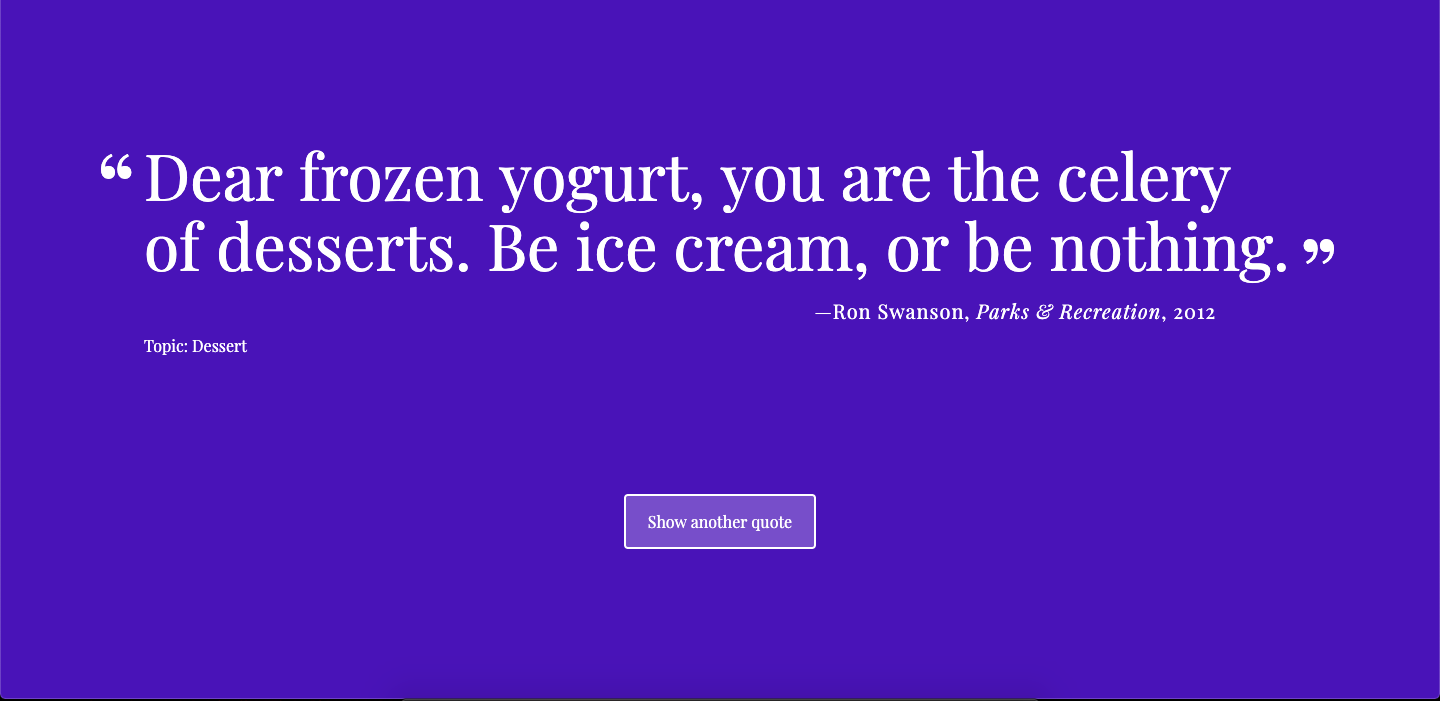 “ Dear frozen yogurt, you are the celery
of desserts. Be ice cream, or be nothing. ”
—Ron Swanson, Parks & Recreation, 2012
Topic: Dessert
Show another quote